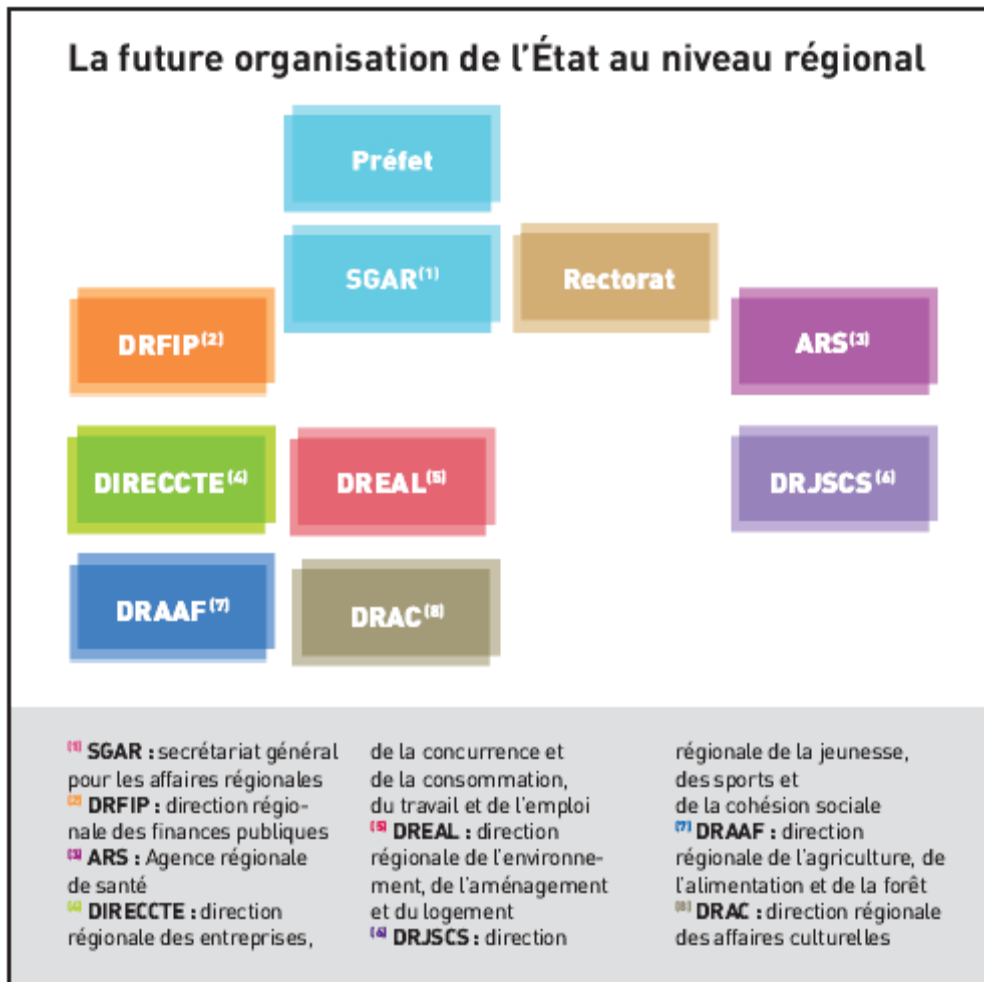 La future organisation de l'État au niveau régional
Préfet
SGAR(1)
Rectorat
DRFIP(2)
ARS(3)
DIRECCTE(4)
DREAL(5)
DRJSCS(6)
DRAAF(7)
DRAC(8)
(1) SGAR : secrétariat général
pour les affaires régionales
(2) DRFIP : direction régio-
nale des finances publiques
(3) ARS : Agence régionale
de santé
(4) DIRECCTE : direction
régionale des entreprises,
de la concurrence et
de la consommation,
du travail et de l'emploi
(5) DREAL : direction
régionale de l'environne-
ment, de l'aménagement
et du logement
(6) DRJSCS : direction
régionale de la jeunesse,
des sports et
de la cohésion sociale
(7) DRAAF : direction
régionale de l'agriculture, de
l'alimentation et de la forêt
(8) DRAC : direction régionale
des affaires culturelles